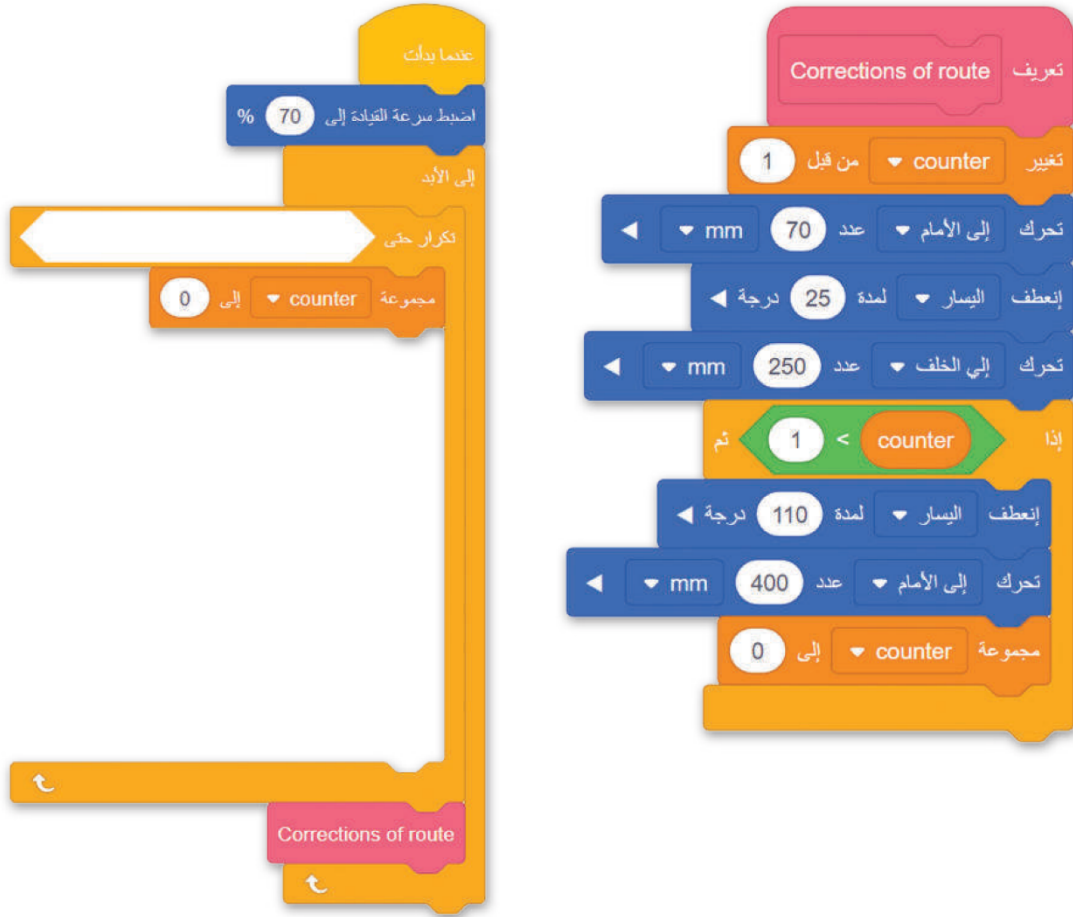 عندما بدأت
اضبط سرعة القيادة إلى 70 %
إلى الأبد
تكرار حتى
مجموعة counter إلى 0
Corrections of route
تعريف Corrections of route
تغيير counter من قبل 1
تحرك إلى الأمام عدد 70 mm
إنعطف اليسار لمدة 25 درجة
تحرك إلي الخلف عدد 250 mm
إذا counter > 1 ثم
إنعطف اليسار لمدة 110 درجة
تحرك إلى الأمام عدد 400 mm
مجموعة counter إلى 0